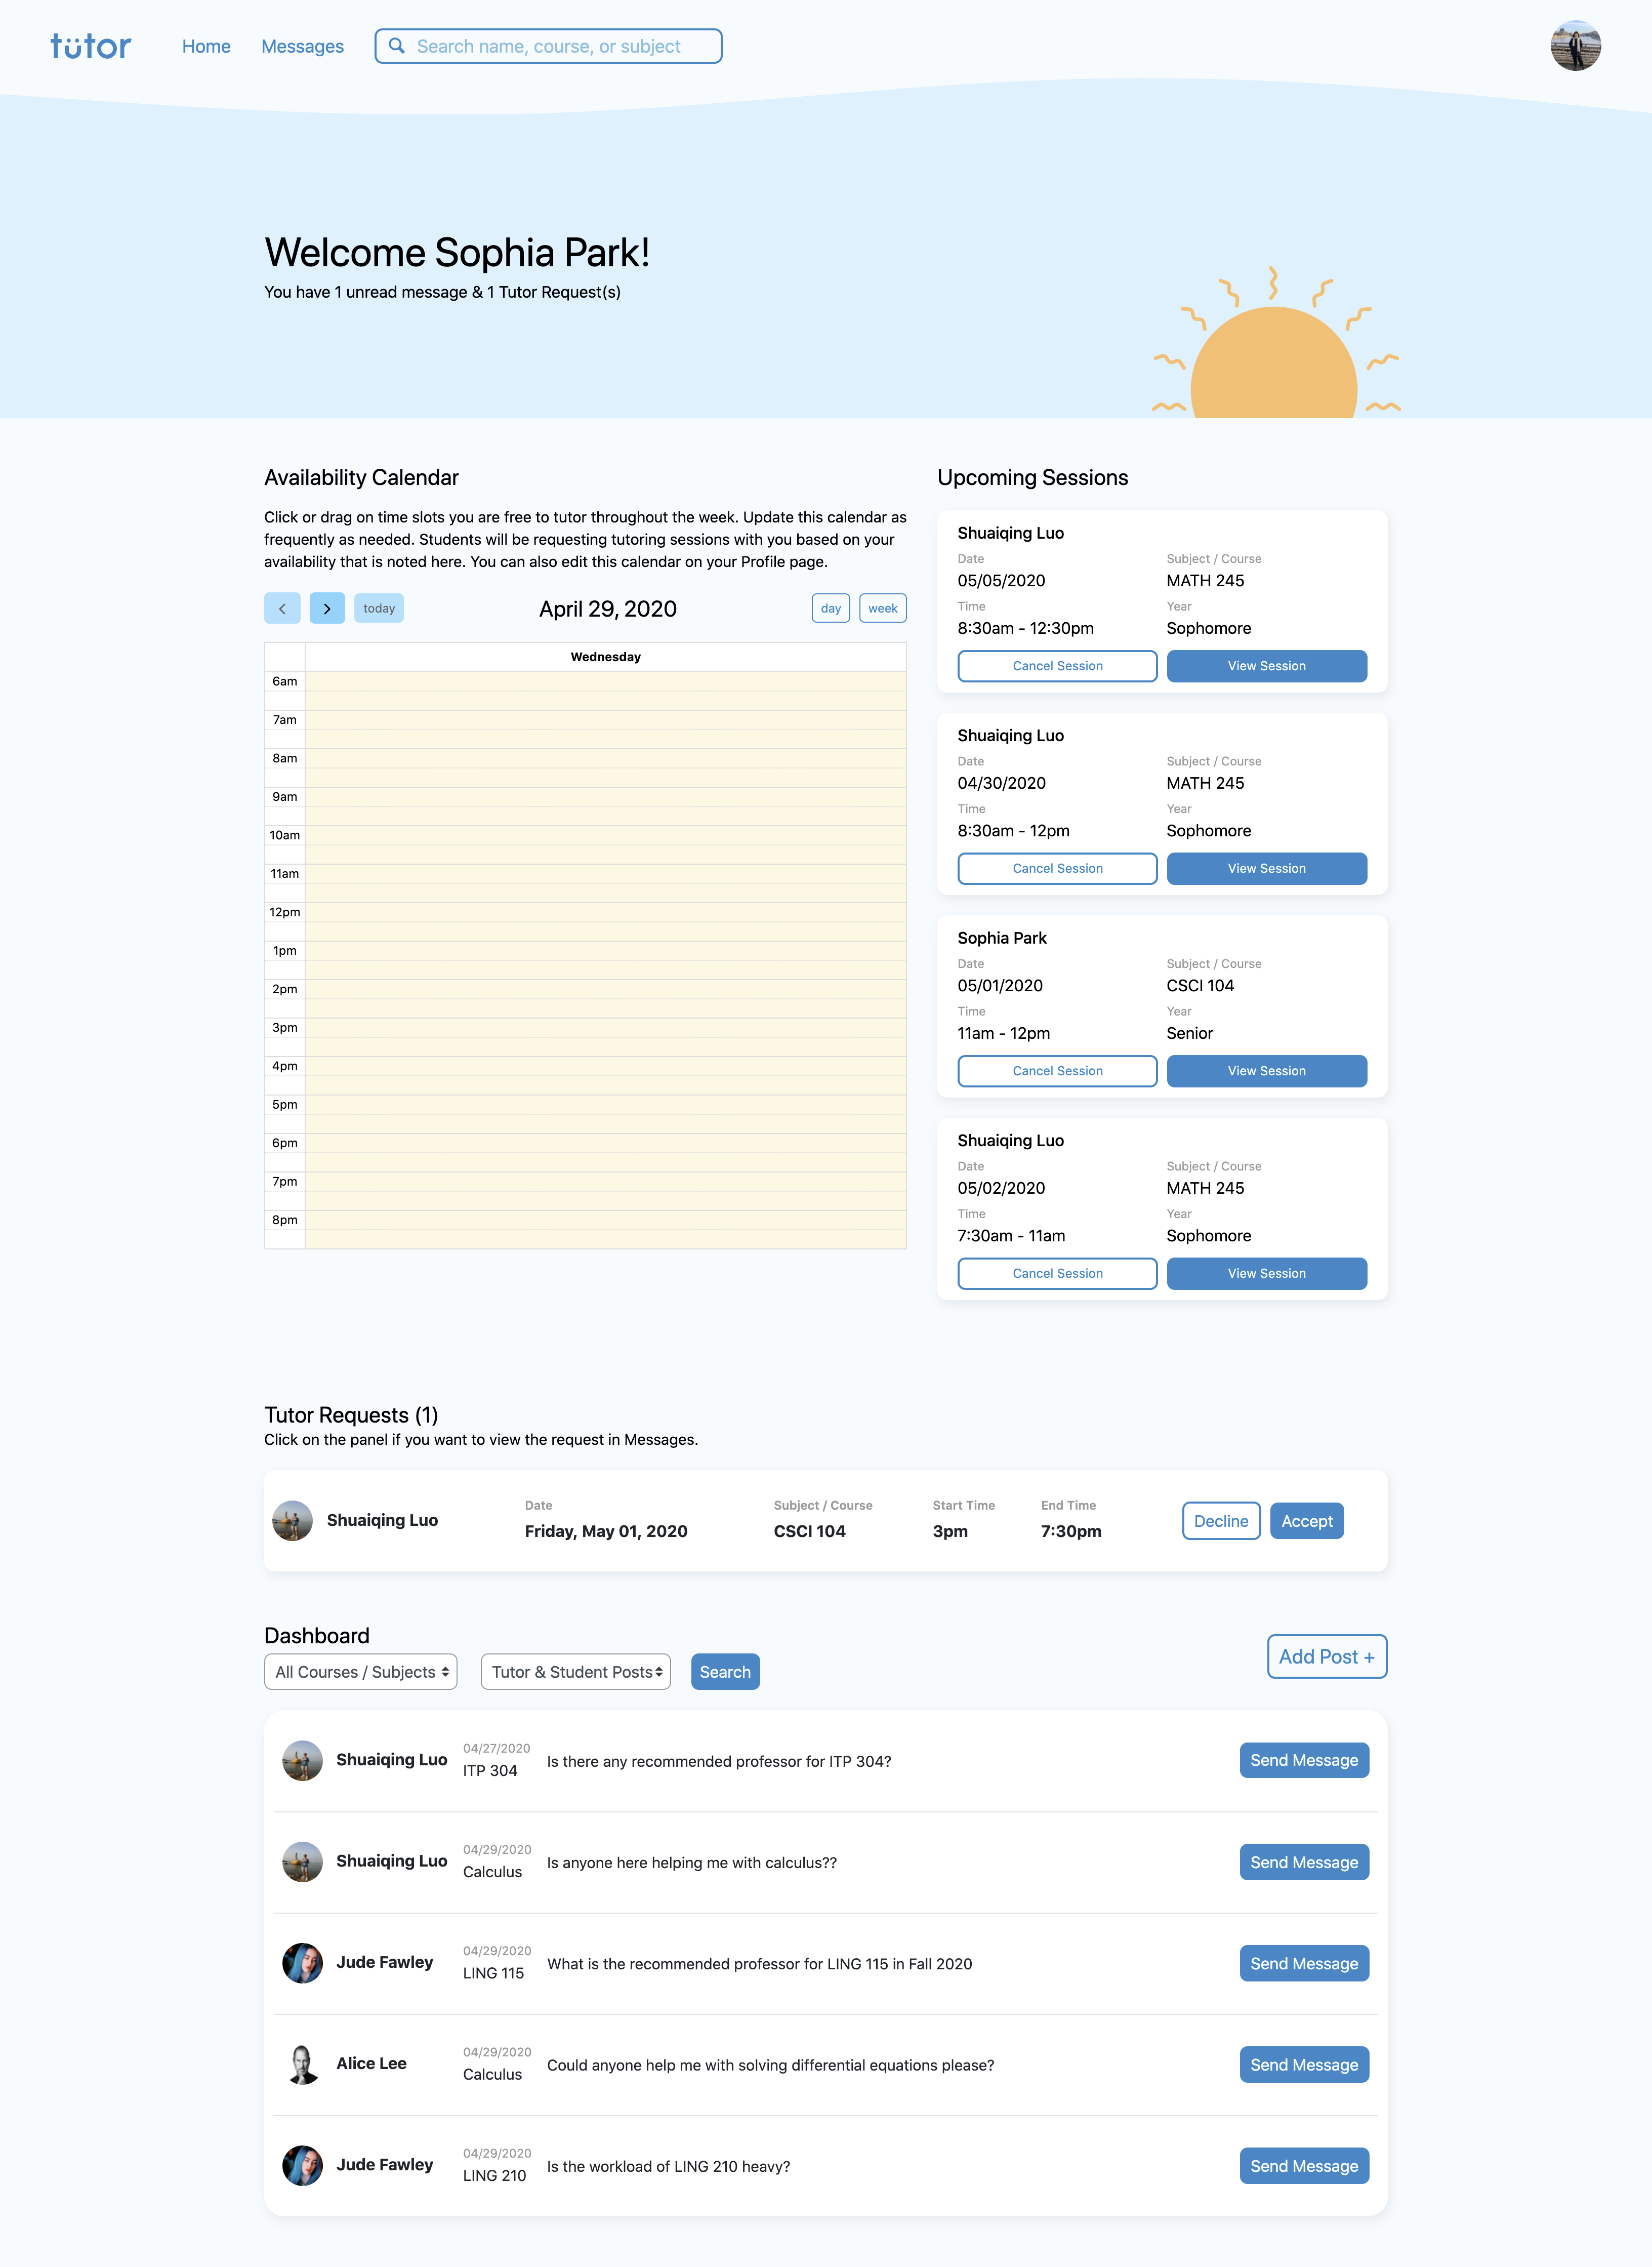 tütor
Home
Messages
Search name, course, or subject
Welcome Sophia Park!
You have 1 unread message & 1 Tutor Request(s)
Availability Calendar
Click or drag on time slots you are free to tutor throughout the week. Update this calendar as
frequently as needed. Students will be requesting tutoring sessions with you based on your
availability that is noted here. You can also edit this calendar on your Profile page.
today
April 29, 2020
day
week
Wednesday
6am
7am
8am
9am
10am
11am
12pm
1pm
2pm
3pm
4pm
5pm
6pm
7pm
8pm
Upcoming Sessions
Shuaiqing Luo
Date
Subject / Course
05/05/2020
MATH 245
Time
Year
8:30am - 12:30pm
Sophomore
Cancel Session
View Session
Shuaiqing Luo
Date
Subject / Course
04/30/2020
MATH 245
Time
Year
8:30am - 12pm
Sophomore
Cancel Session
View Session
Sophia Park
Date
Subject / Course
05/01/2020
CSCI 104
Time
Year
11am - 12pm
Senior
Cancel Session
View Session
Shuaiqing Luo
Date
Subject / Course
05/02/2020
MATH 245
Time
Year
7:30am - 11am
Sophomore
Cancel Session
View Session
Tutor Requests (1)
Click on the panel if you want to view the request in Messages.
Shuaiqing Luo
Date
Friday, May 01, 2020
Subject / Course
CSCI 104
Start Time
3pm
End Time
7:30pm
Decline
Accept
Dashboard
All Courses / Subjects
Tutor & Student Posts
Search
Add Post +
Shuaiqing Luo
04/27/2020
ITP 304
Is there any recommended professor for ITP 304?
Send Message
Shuaiqing Luo
04/29/2020
Calculus
Is anyone here helping me with calculus??
Send Message
Jude Fawley
04/29/2020
LING 115
What is the recommended professor for LING 115 in Fall 2020
Send Message
Alice Lee
04/29/2020
Calculus
Could anyone help me with solving differential equations please?
Send Message
Jude Fawley
04/29/2020
LING 210
Is the workload of LING 210 heavy?
Send Message